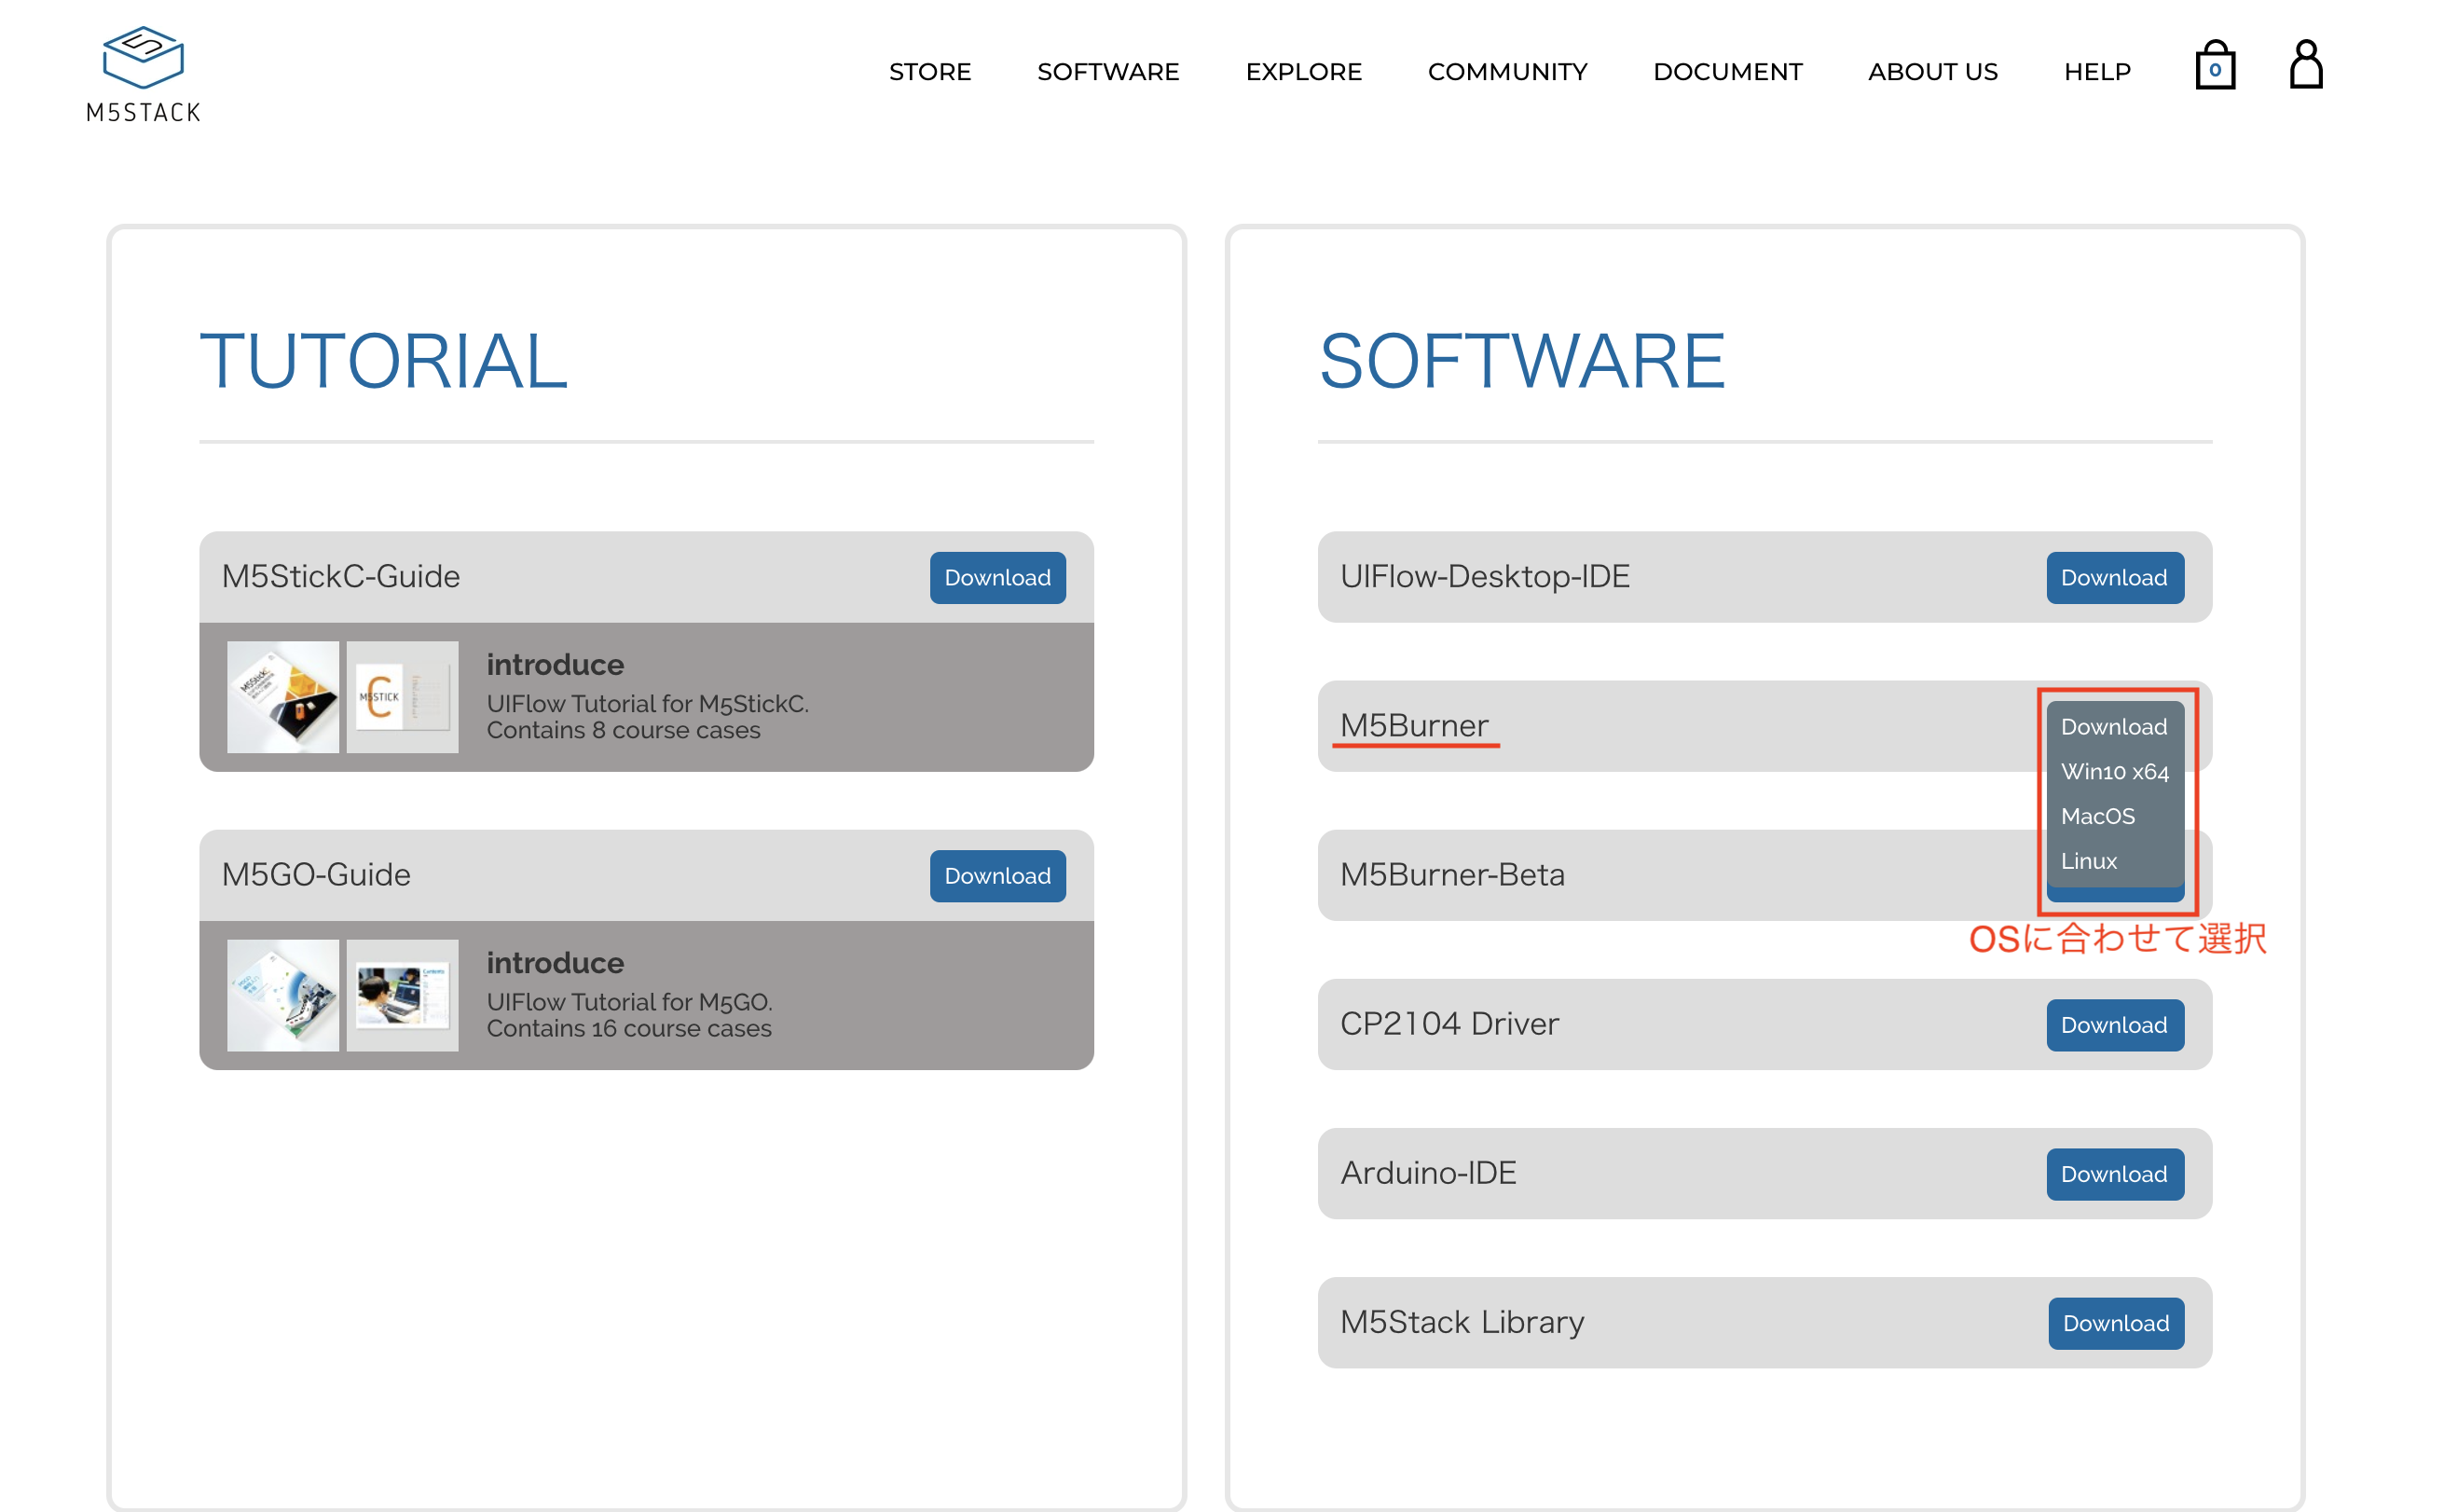 M5STACK
STORE SOFTWARE EXPLORE COMMUNITY DOCUMENT ABOUT US HELP 0
TUTORIAL
M5StickC-Guide Download
M5STICK C
introduce
UIFlow Tutorial for M5StickC.
Contains 8 course cases
M5GO-Guide Download
introduce
UIFlow Tutorial for M5GO.
Contains 16 course cases
SOFTWARE
UIFlow-Desktop-IDE Download
M5Burner Download
Win10 x64
MacOS
M5Burner-Beta Linux
OSに合わせて選択
CP2104 Driver Download
Arduino-IDE Download
M5Stack Library Download